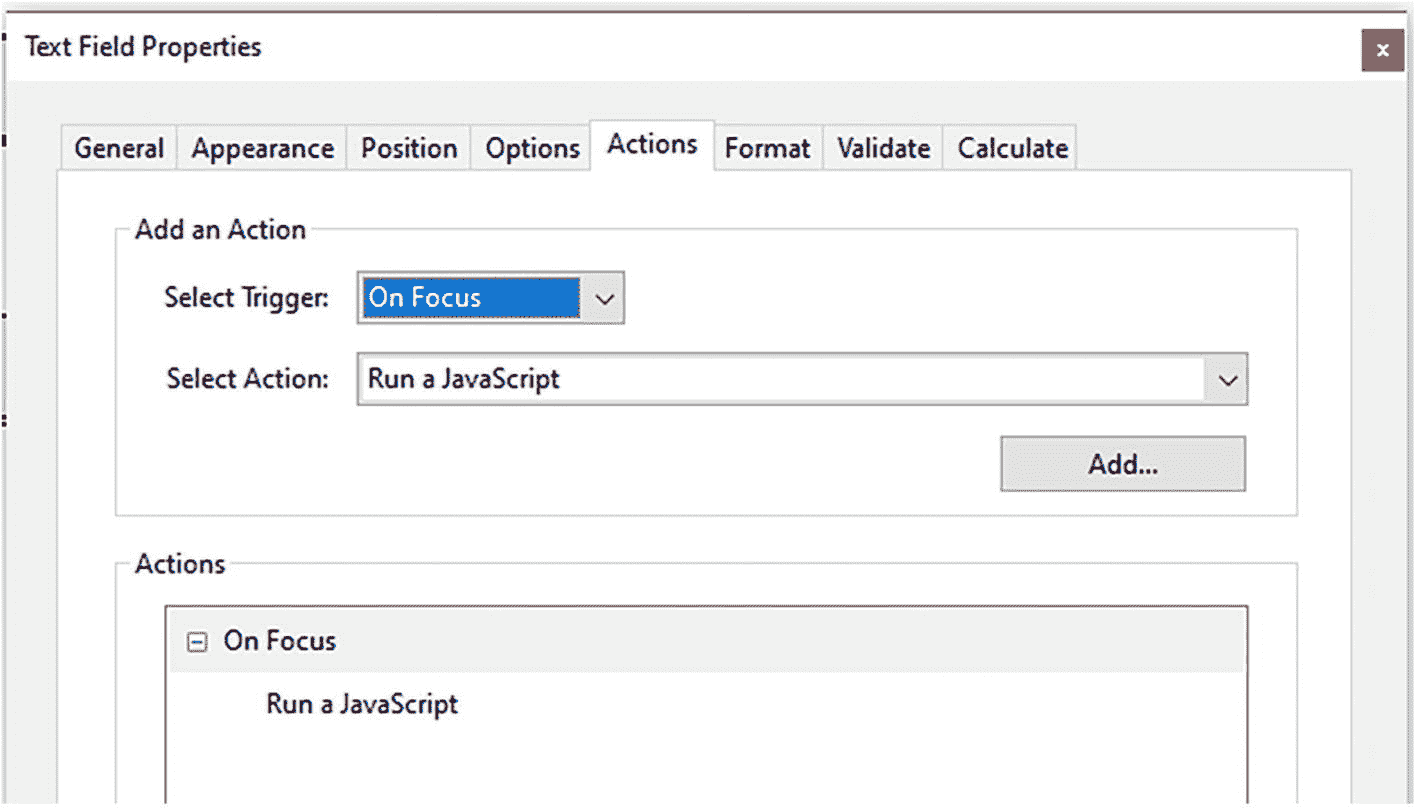 Text Field Properties
General Appearance Position Options Actions Format Validate Calculate
Add an Action
Select Trigger: On Focus
Select Action: Run a JavaScript
Add...
Actions
On Focus
Run a JavaScript